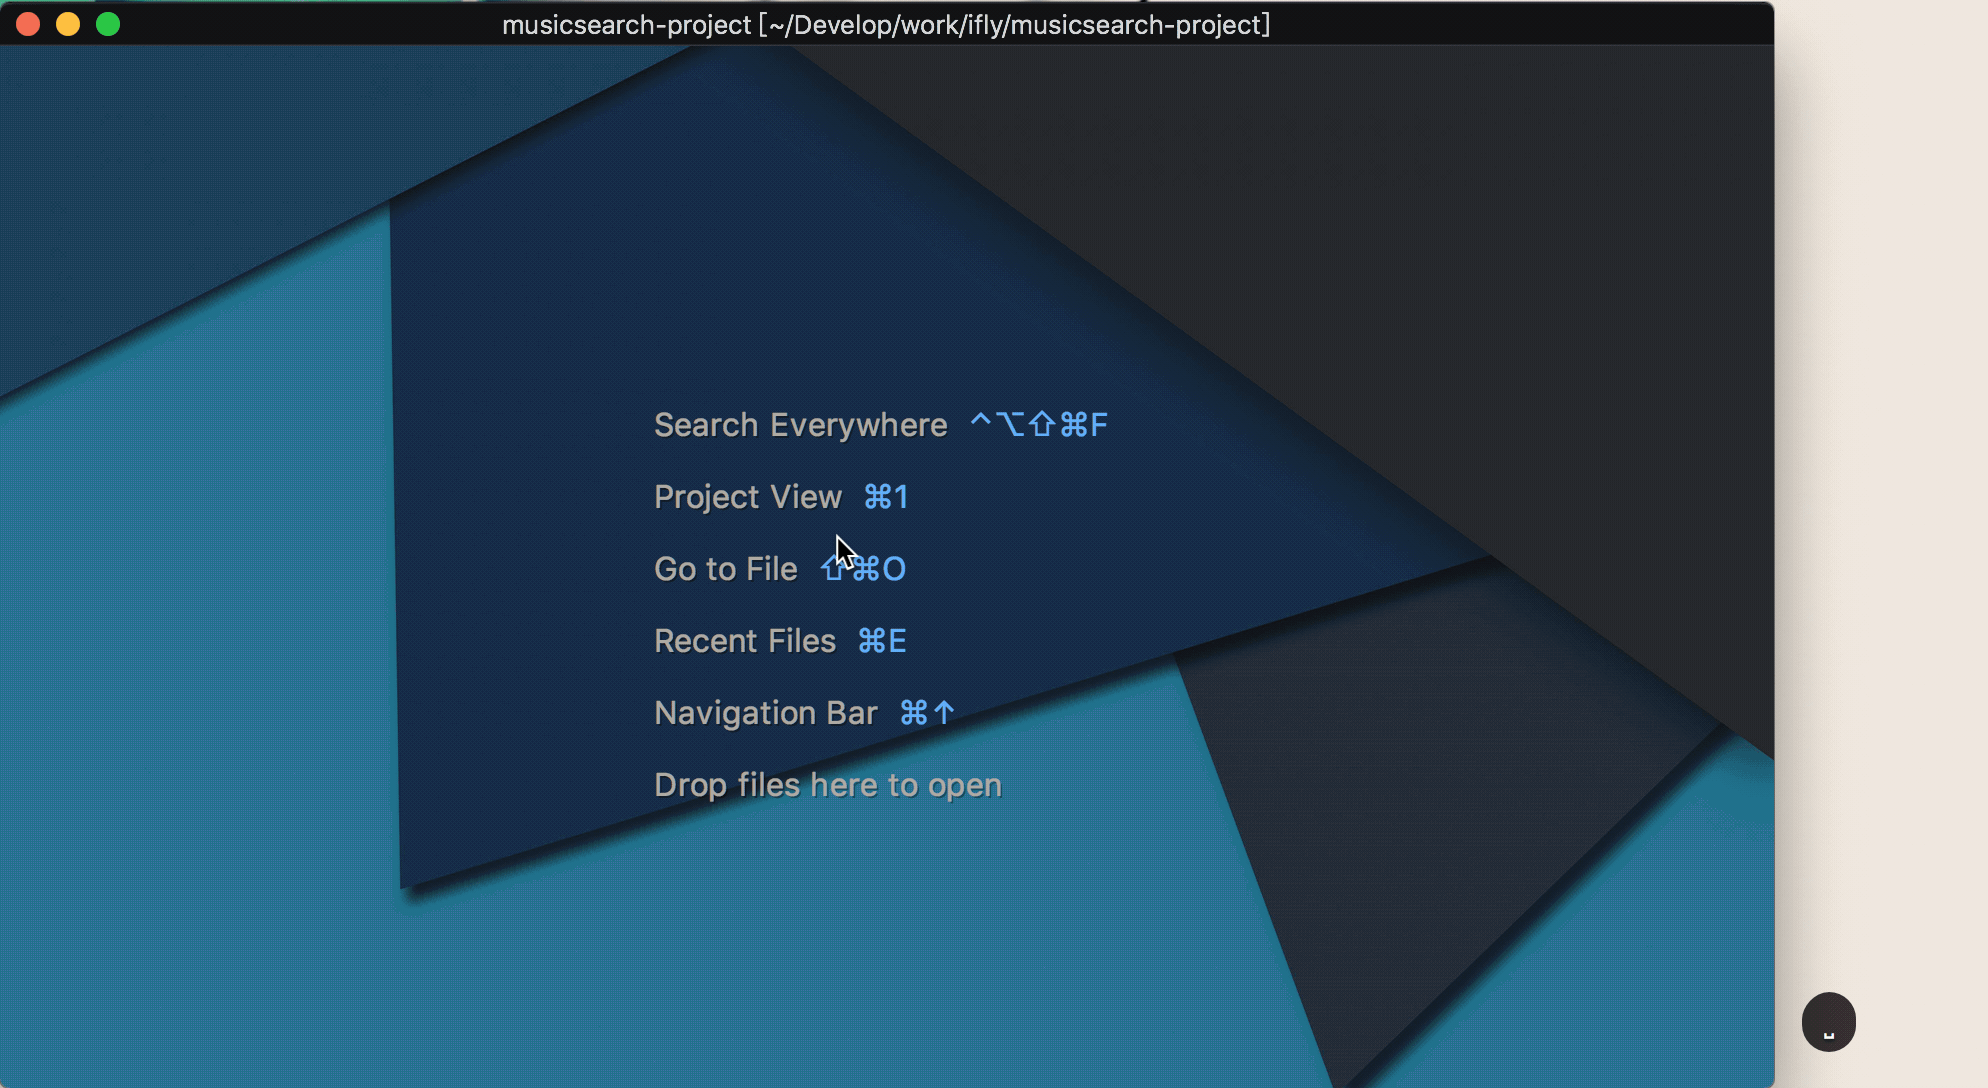 musicsearch-project [~/Develop/work/ifly/musicsearch-project]
Search Everywhere ^⌥⇧⌘F
Project View ⌘1
Go to File ⇧⌘O
Recent Files ⌘E
Navigation Bar ⌘↑
Drop files here to open
␣